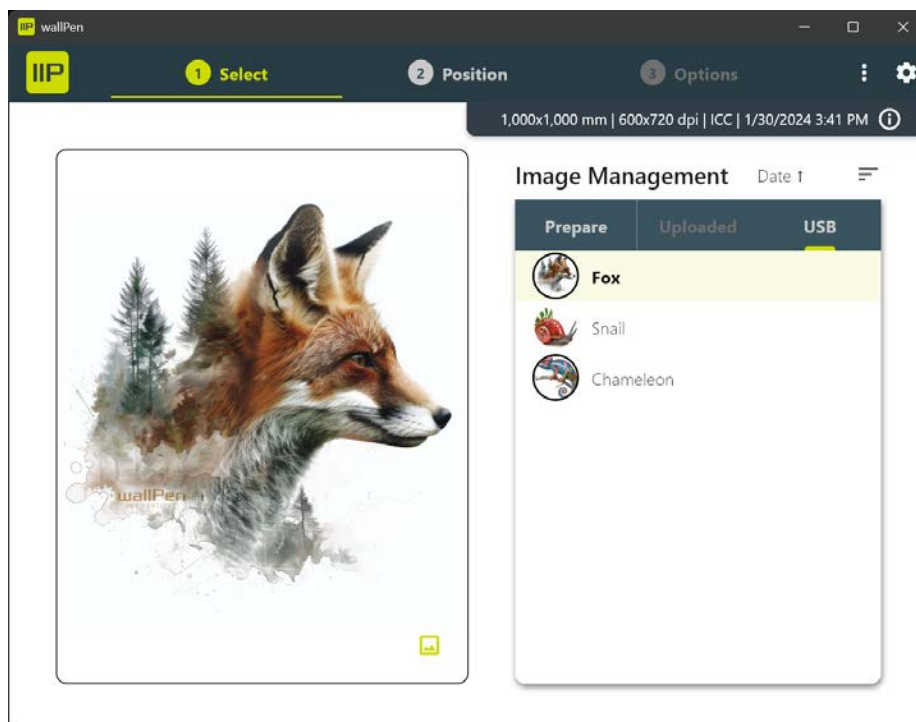 IIP wallPen
IIP
1 Select
2 Position
3 Options
1,000x1,000 mm | 600x720 dpi | ICC | 1/30/2024 3:41 PM
Image Management
Date ↑
Prepare
Uploaded
USB
Fox
Snail
Chameleon
wallPen